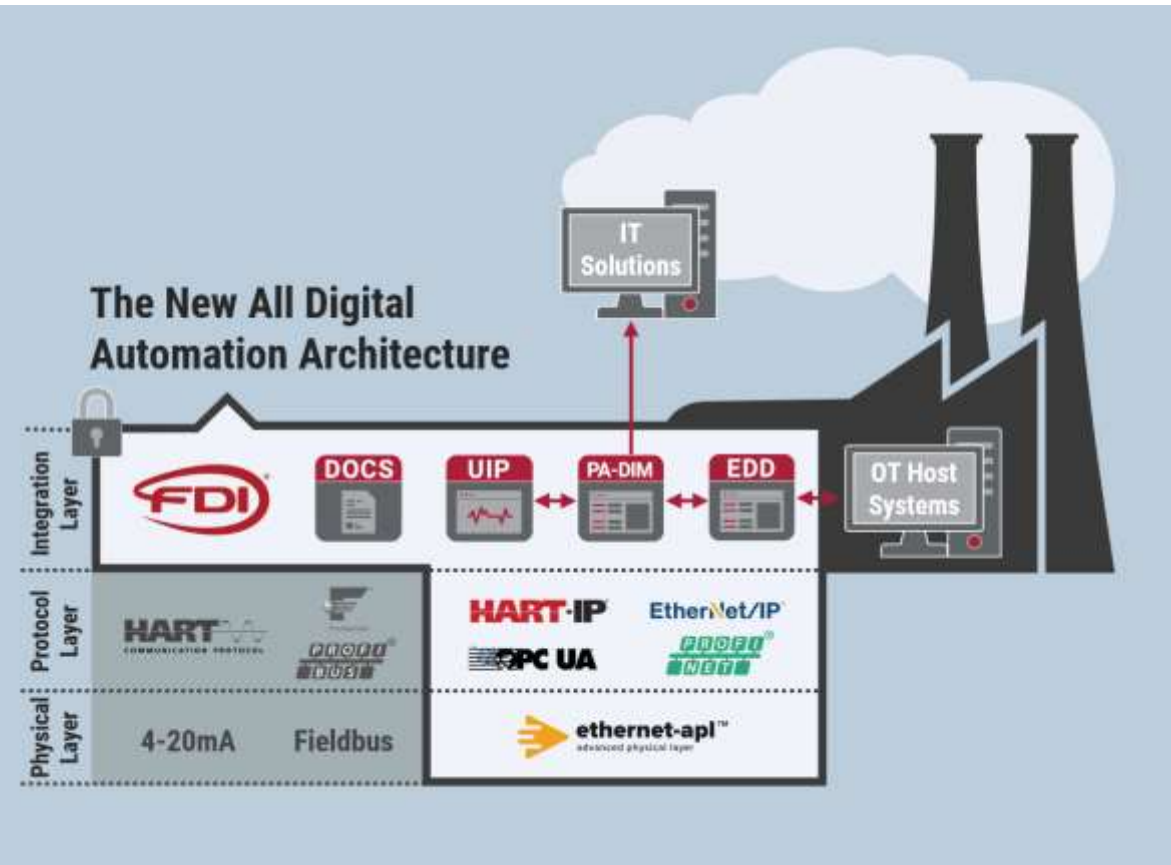 IT
Solutions
The New All Digital
Automation Architecture
Integration
Layer
FDI
DOCS
UIP
PA-DIM
EDD
OT Host
Systems
Protocol
Layer
HART
COMMUNICATION PROTOCOL
PROFI
BUS
HART-IP
EtherNet/IP
OPC UA
PROFI
NET
Physical
Layer
4-20mA
Fieldbus
ethernet-apl™
advanced physical layer